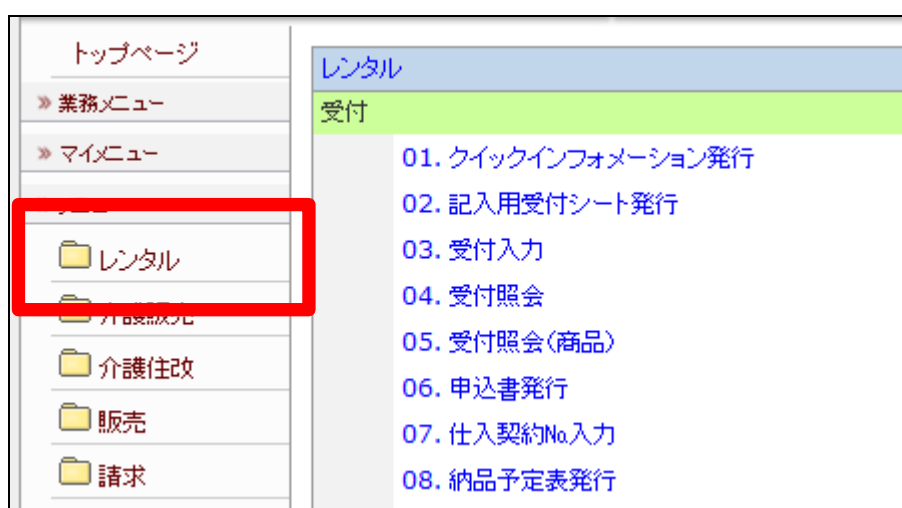 トップページ
» 業務メニュー
» マイメニュー
レンタル
介護住改
販売
請求
レンタル
受付
01. クイックインフォメーション発行
02. 記入用受付シート発行
03. 受付入力
04. 受付照会
05. 受付照会(商品)
06. 申込書発行
07. 仕入契約№入力
08. 納品予定表発行